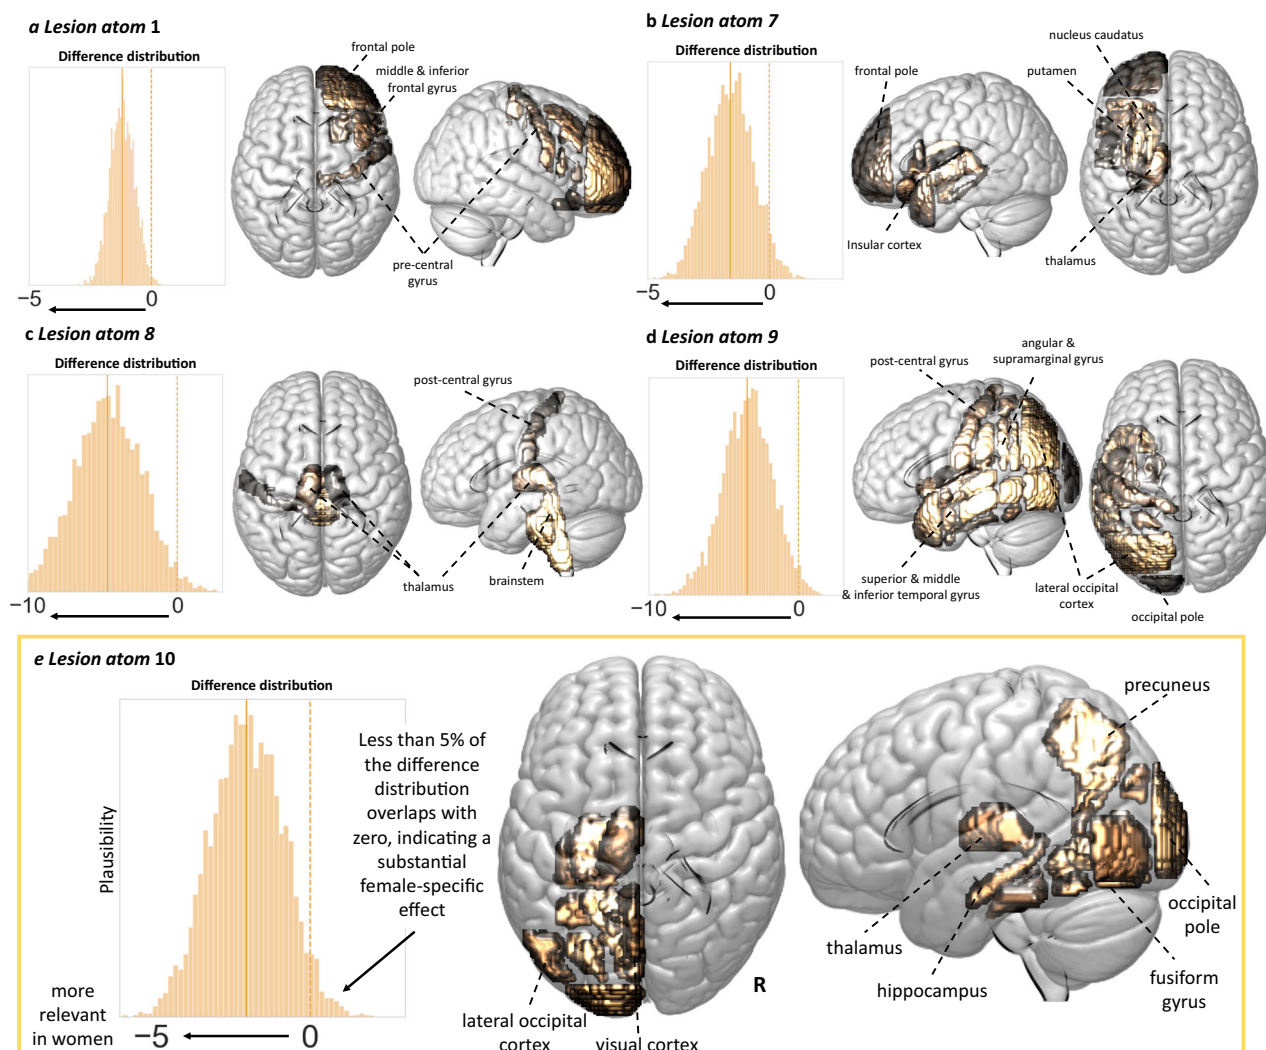 a Lesion atom 1
Difference distribution
frontal pole
middle & inferior
frontal gyrus
pre-central
gyrus
−5
0
b Lesion atom 7
Difference distribution
nucleus caudatus
putamen
frontal pole
Insular cortex
thalamus
−5
0
c Lesion atom 8
Difference distribution
post-central gyrus
thalamus
brainstem
−10
0
d Lesion atom 9
Difference distribution
angular &
supramarginal gyrus
post-central gyrus
superior & middle
& inferior temporal gyrus
lateral occipital
cortex
occipital pole
−10
0
e Lesion atom 10
Difference distribution
Plausibility
Less than 5% of
the difference
distribution
overlaps with
zero, indicating a
substantial
female-specific
effect
more
relevant
in women
−5
0
lateral occipital
cortex
visual cortex
R
precuneus
thalamus
hippocampus
occipital
pole
fusiform
gyrus